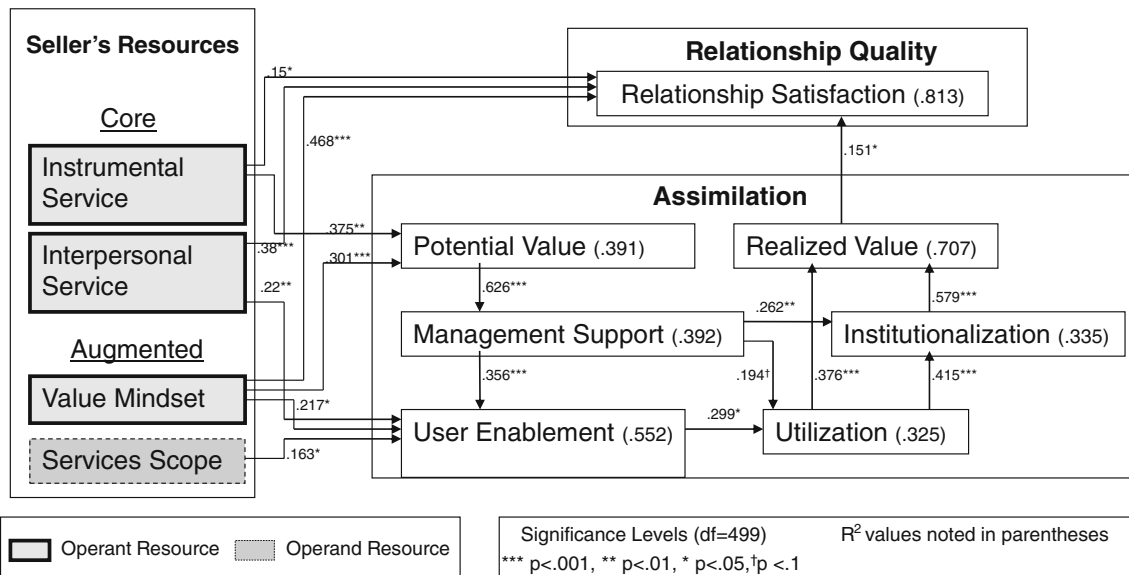 Seller's Resources
Core
Instrumental
Service
Interpersonal
Service
Augmented
Value Mindset
Services Scope
Relationship Quality
Relationship Satisfaction (.813)
.15*
.468***
.151*
Assimilation
.375**
Potential Value (.391)
Realized Value (.707)
.38***
.301***
.22**
.626***
.579***
.262**
Management Support (.392)
Institutionalization (.335)
.356***
.194†
.376***
.415***
.217*
.299*
User Enablement (.552)
Utilization (.325)
.163*
Operant Resource
Operand Resource
Significance Levels (df=499)
R² values noted in parentheses
*** p<.001, ** p<.01, * p<.05,†p <.1